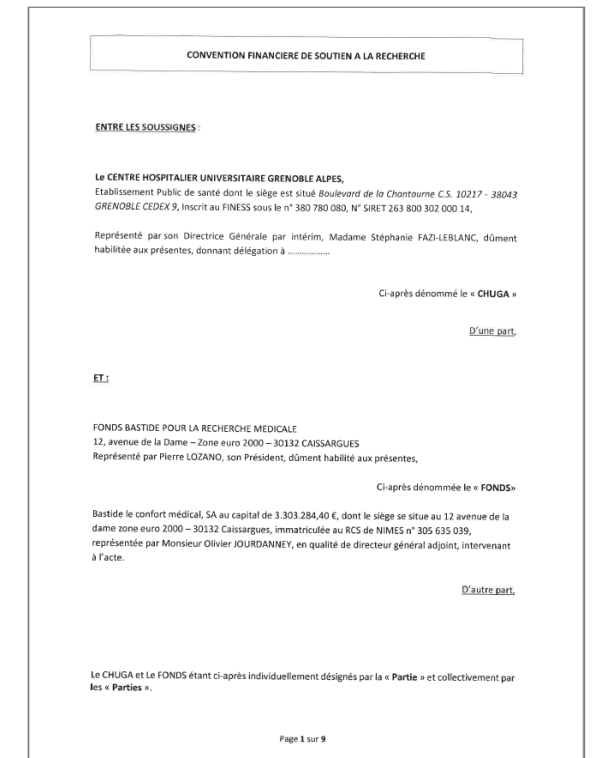 CONVENTION FINANCIERE DE SOUTIEN A LA RECHERCHE
ENTRE LES SOUSSIGNES :
Le CENTRE HOSPITALIER UNIVERSITAIRE GRENOBLE ALPES,
Etablissement Public de santé dont le siège est situé Boulevard de la Chantourne C.S. 10217 - 38043
GRENOBLE CEDEX 9, Inscrit au FINESS sous le n° 380 780 080, N° SIRET 263 800 302 000 14,
Représenté par son Directrice Générale par intérim, Madame Stéphanie FAZI-LEBLANC, dûment
habilitée aux présentes, donnant délégation à ..................
Ci-après dénommé le « CHUGA »
D'une part,
ET :
FONDS BASTIDE POUR LA RECHERCHE MEDICALE
12, avenue de la Dame – Zone euro 2000 – 30132 CAISSARGUES
Représenté par Pierre LOZANO, son Président, dûment habilité aux présentes,
Ci-après dénommée le « FONDS»
Bastide le confort médical, SA au capital de 3.303.284,40 €, dont le siège se situe au 12 avenue de la
dame zone euro 2000 – 30132 Caissargues, immatriculée au RCS de NIMES n° 305 635 039,
représentée par Monsieur Olivier JOURDANNEY, en qualité de directeur général adjoint, intervenant
à l'acte.
D'autre part,
Le CHUGA et Le FONDS étant ci-après individuellement désignés par la « Partie » et collectivement par
les « Parties ».
Page 1 sur 9